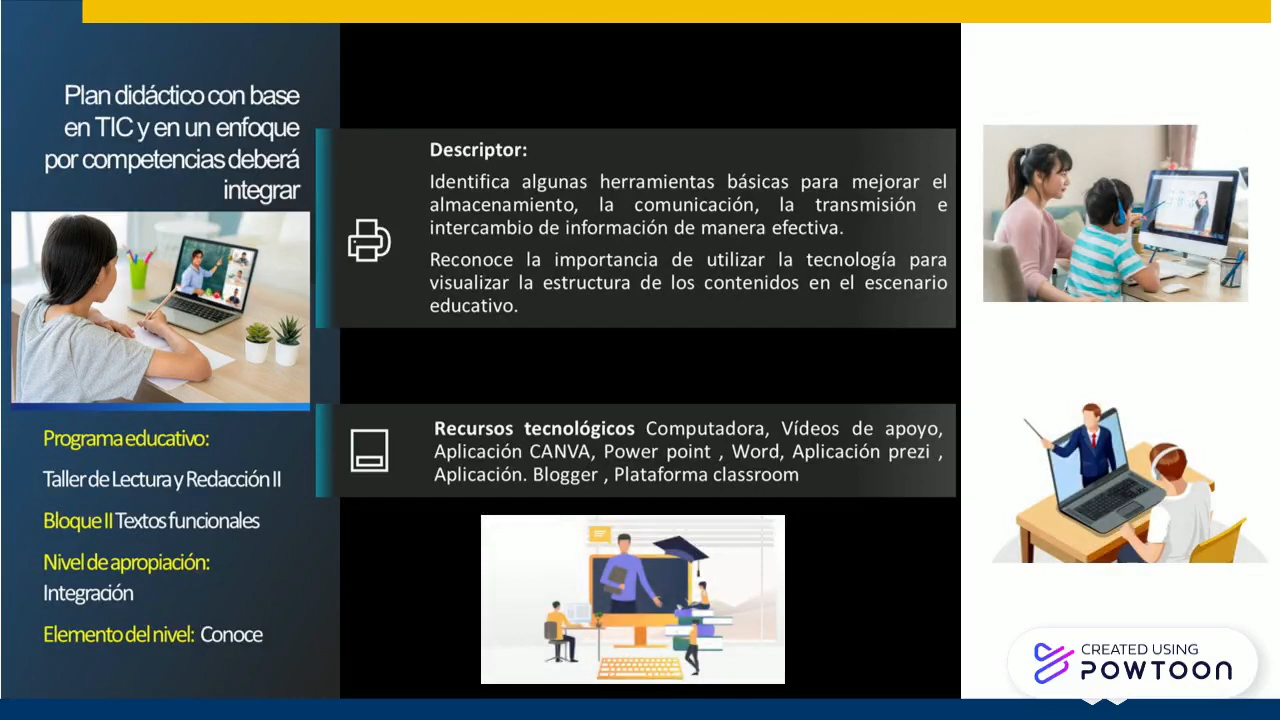 Plan didáctico con base
en TIC y en un enfoque
por competencias deberá
integrar
Programa educativo:
Taller de Lectura y Redacción II
Bloque II Textos funcionales
Nivel de apropiación:
Integración
Elemento del nivel: Conoce
Descriptor:
Identifica algunas herramientas básicas para mejorar el
almacenamiento, la comunicación, la transmisión e
intercambio de información de manera efectiva.
Reconoce la importancia de utilizar la tecnología para
visualizar la estructura de los contenidos en el escenario
educativo.
Recursos tecnológicos Computadora, Vídeos de apoyo,
Aplicación CANVA, Power point , Word, Aplicación prezi ,
Aplicación. Blogger , Plataforma classroom
CREATED USING
POWTOON